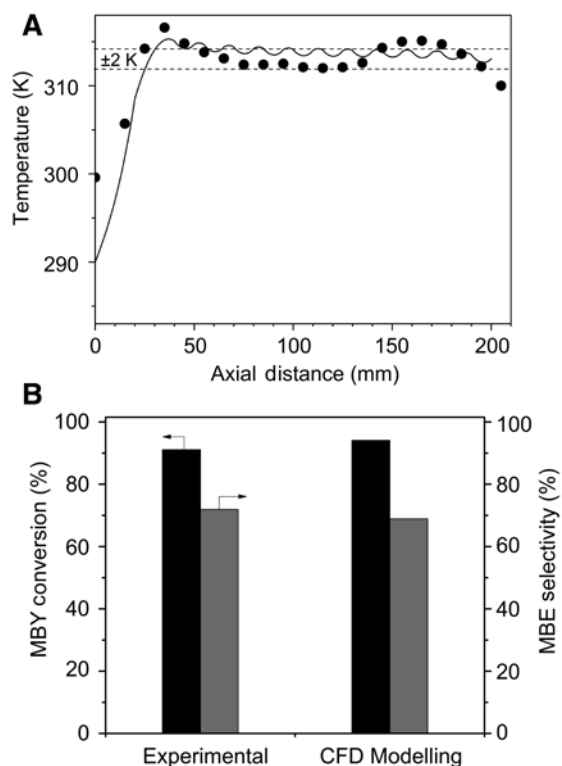 A
Temperature (K)
310
300
290
±2 K
0
50
100
150
200
Axial distance (mm)
B
MBY conversion (%)
100
80
60
40
20
0
100
80
60
40
20
0
MBE selectivity (%)
Experimental
CFD Modelling